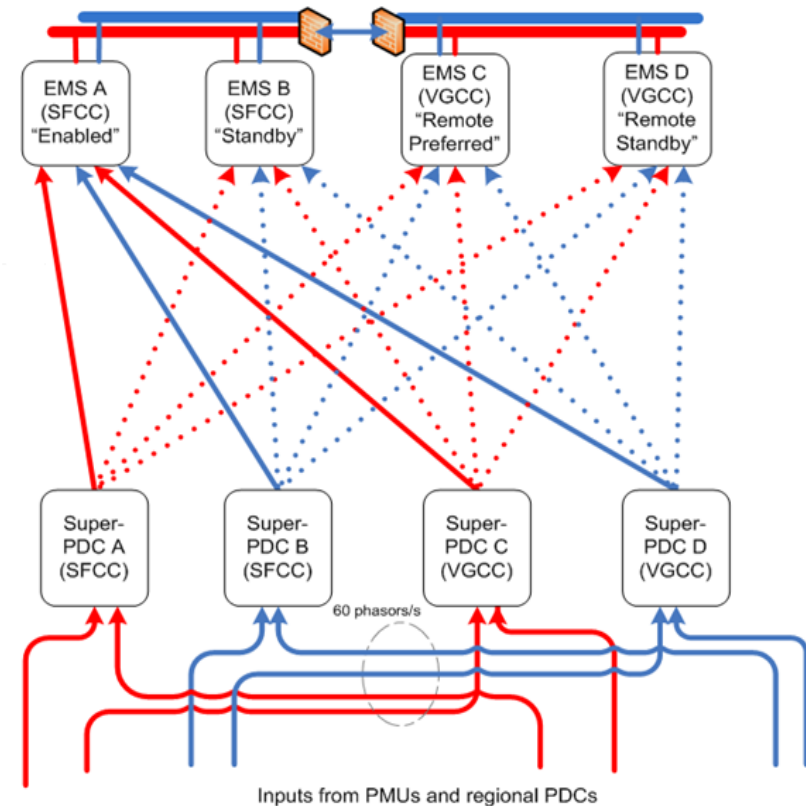 EMS A
(SFCC)
“Enabled”
EMS B
(SFCC)
“Standby”
EMS C
(VGCC)
“Remote
Preferred”
EMS D
(VGCC)
“Remote
Standby”
Super-
PDC A
(SFCC)
Super-
PDC B
(SFCC)
Super-
PDC C
(VGCC)
Super-
PDC D
(VGCC)
60 phasors/s
Inputs from PMUs and regional PDCs